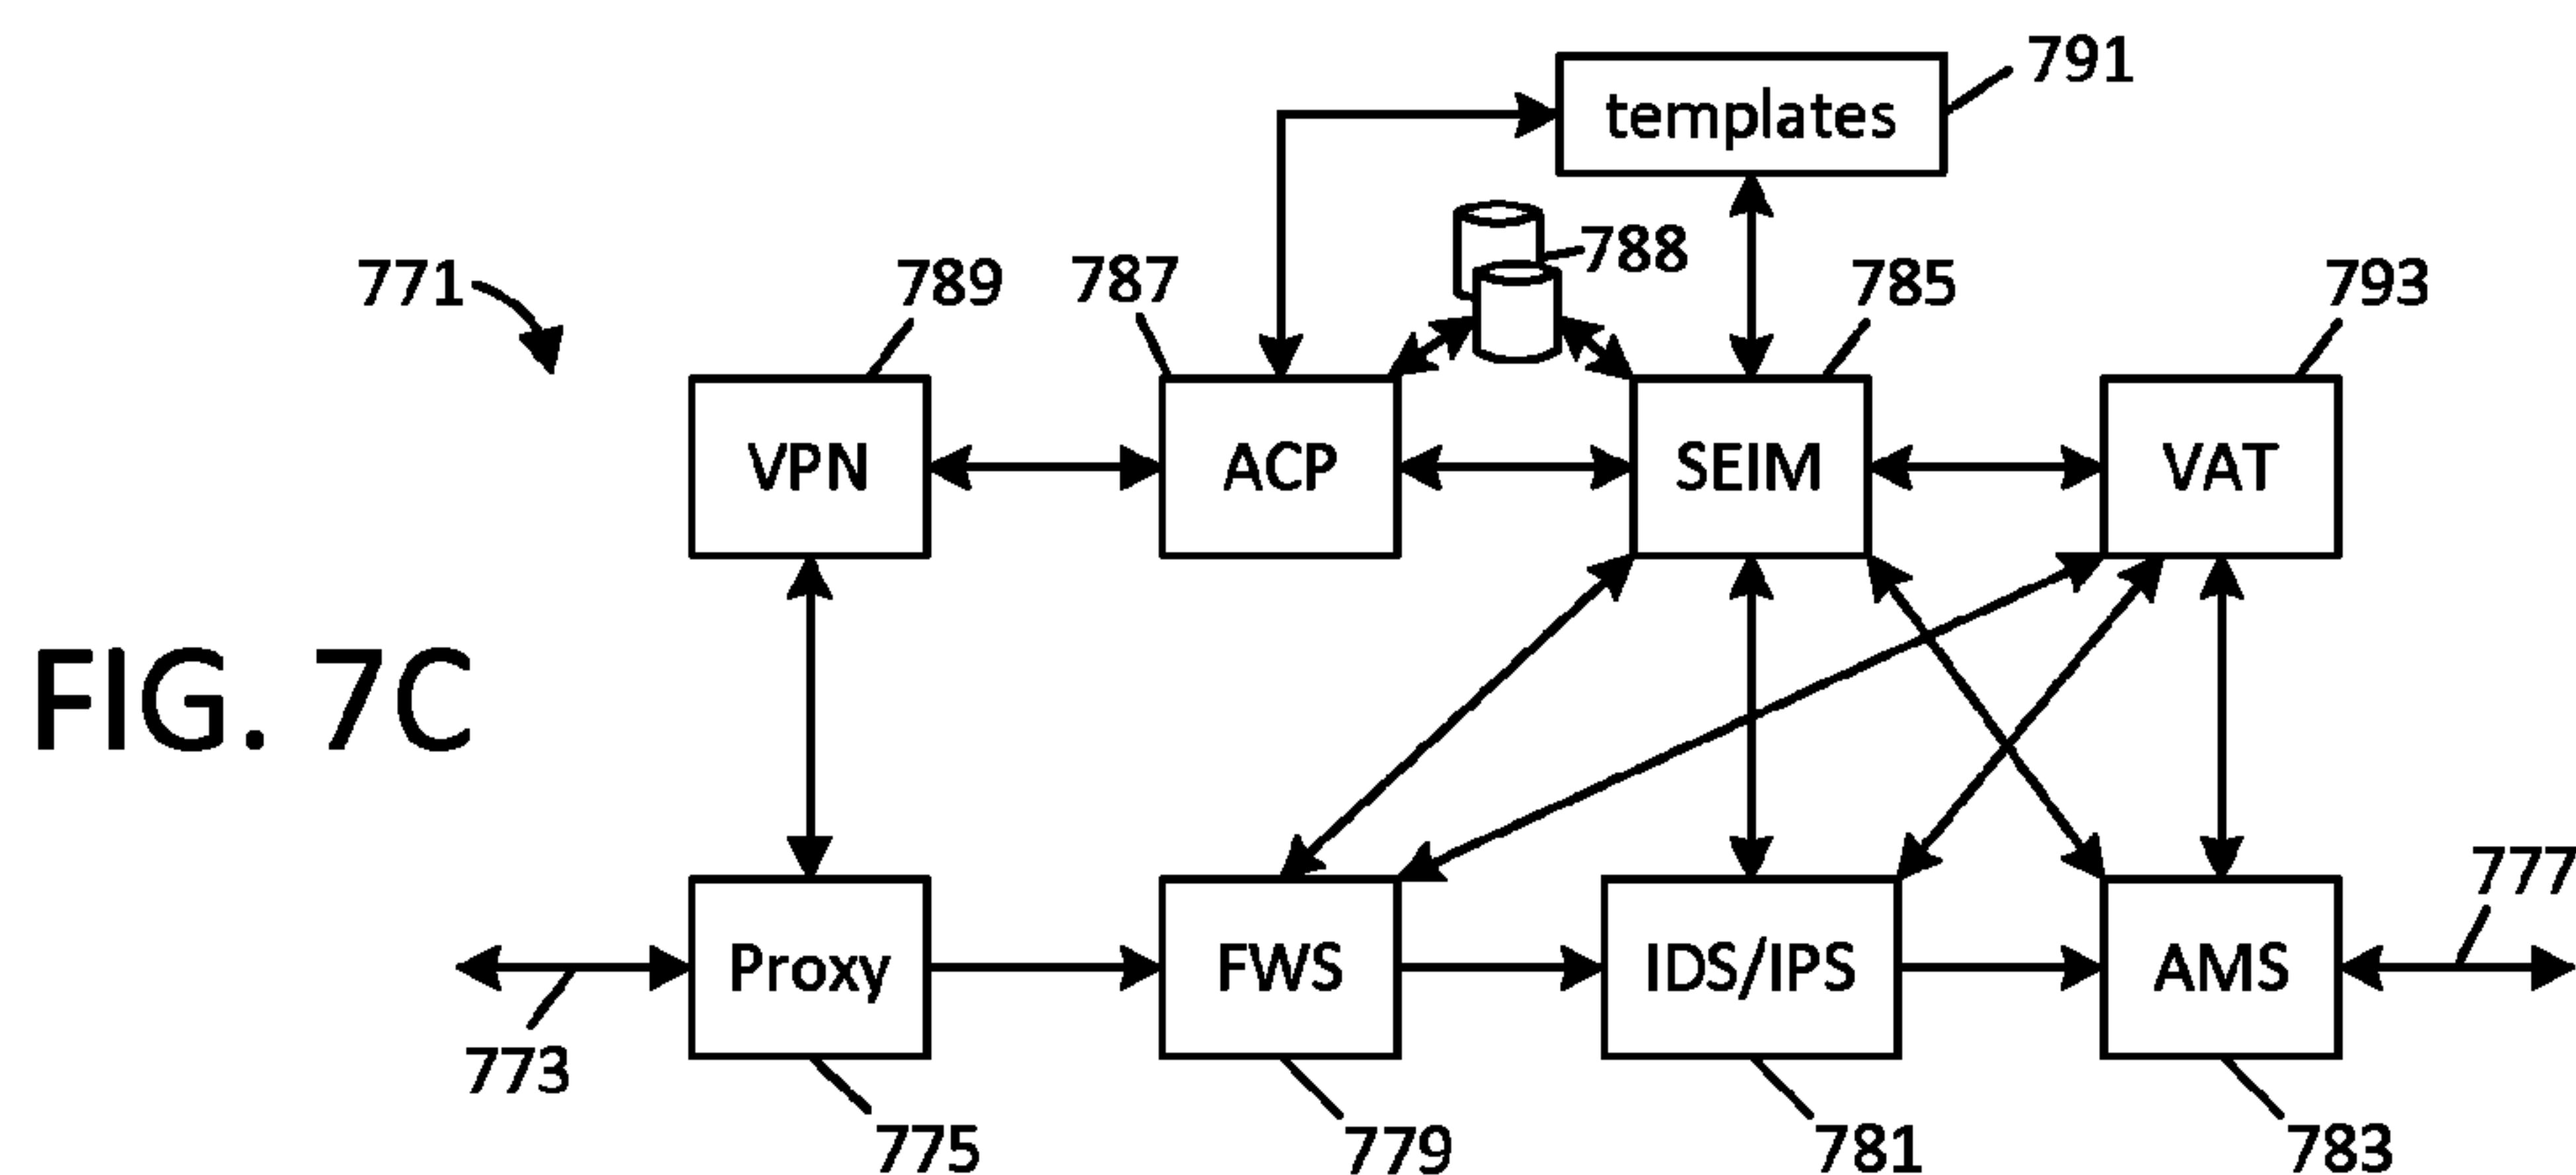 791
templates
788
771
789
787
785
793
VPN
ACP
SEIM
VAT
FIG. 7C
777
Proxy
FWS
IDS/IPS
AMS
773
775
779
781
783